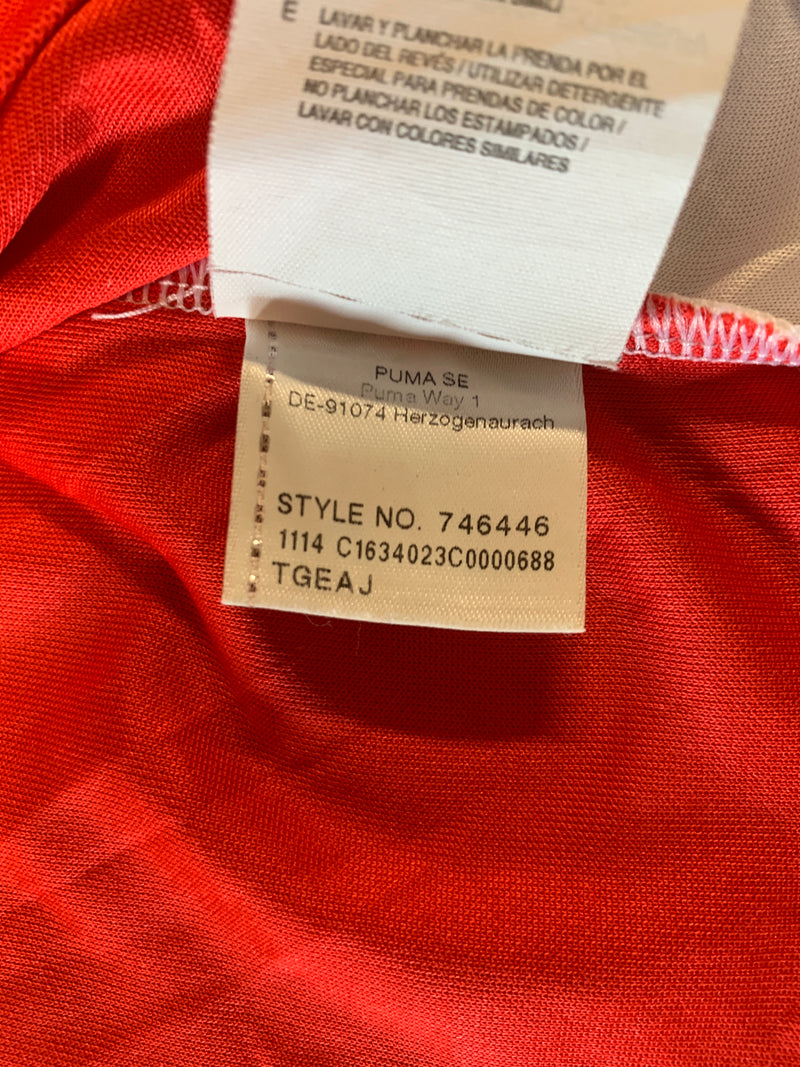 E LAVAR Y PLANCHAR LA PRENDA POR EL
LADO DEL REVÉS / UTILIZAR DETERGENTE
ESPECIAL PARA PRENDAS DE COLOR /
NO PLANCHAR LOS ESTAMPADOS /
LAVAR CON COLORES SIMILARES
PUMA SE
Puma Way 1
DE-91074 Herzogenaurach
STYLE NO. 746446
1114 C1634023C0000688
TGEAJ